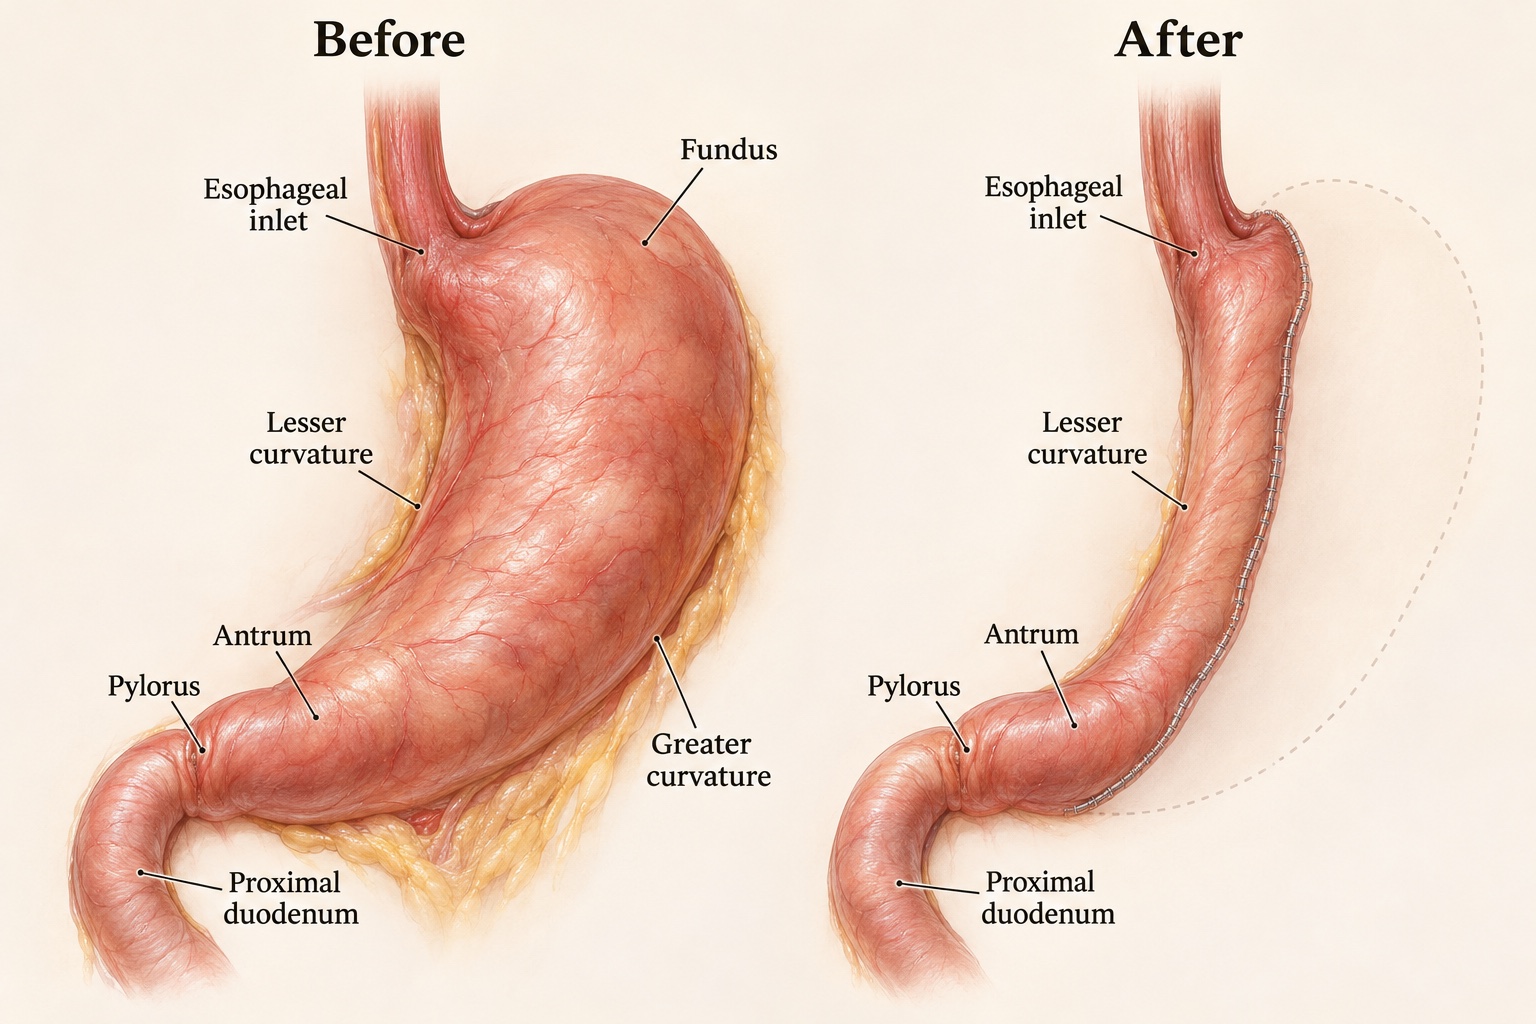 Before
Fundus
Esophageal
inlet
Lesser
curvature
Antrum
Pylorus
Greater
curvature
Proximal
duodenum
After
Esophageal
inlet
Lesser
curvature
Antrum
Pylorus
Proximal
duodenum